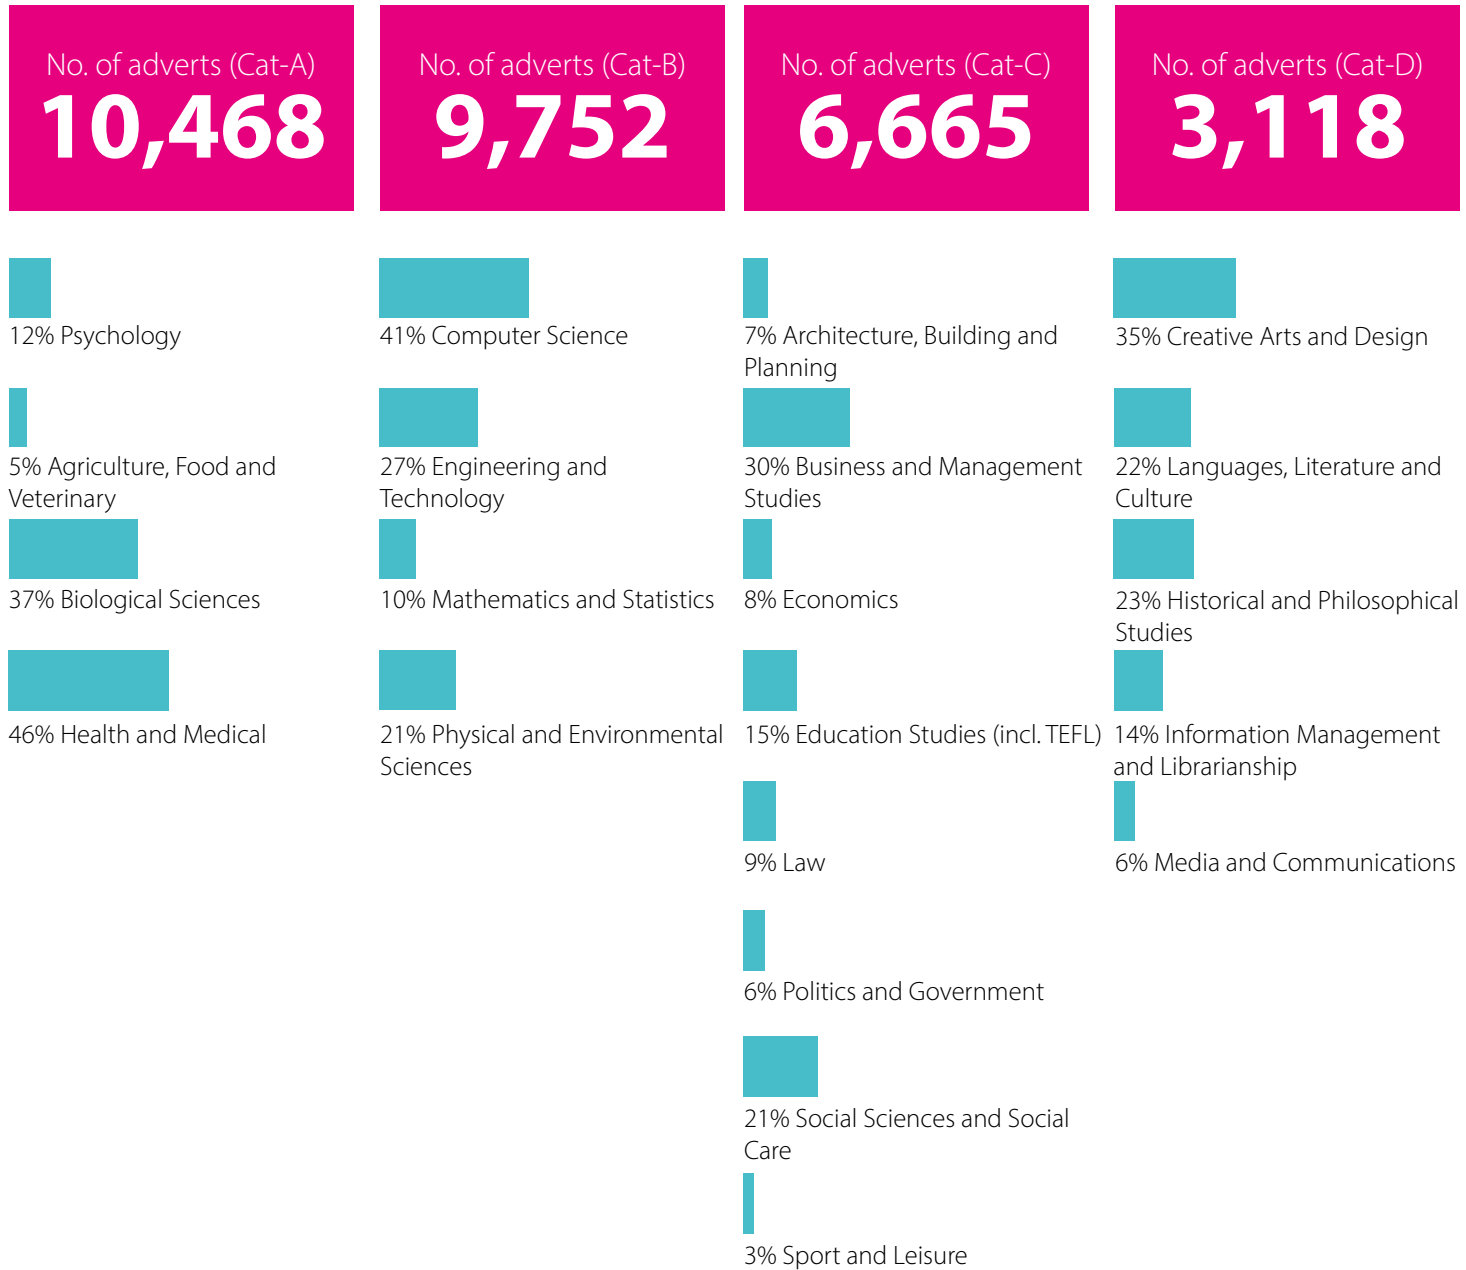 No. of adverts (Cat-A)
10,468
12% Psychology
5% Agriculture, Food and
Veterinary
37% Biological Sciences
46% Health and Medical
No. of adverts (Cat-B)
9,752
41% Computer Science
27% Engineering and
Technology
10% Mathematics and Statistics
21% Physical and Environmental
Sciences
No. of adverts (Cat-C)
6,665
7% Architecture, Building and
Planning
30% Business and Management
Studies
8% Economics
15% Education Studies (incl. TEFL)
9% Law
6% Politics and Government
21% Social Sciences and Social
Care
3% Sport and Leisure
No. of adverts (Cat-D)
3,118
35% Creative Arts and Design
22% Languages, Literature and
Culture
23% Historical and Philosophical
Studies
14% Information Management
and Librarianship
6% Media and Communications